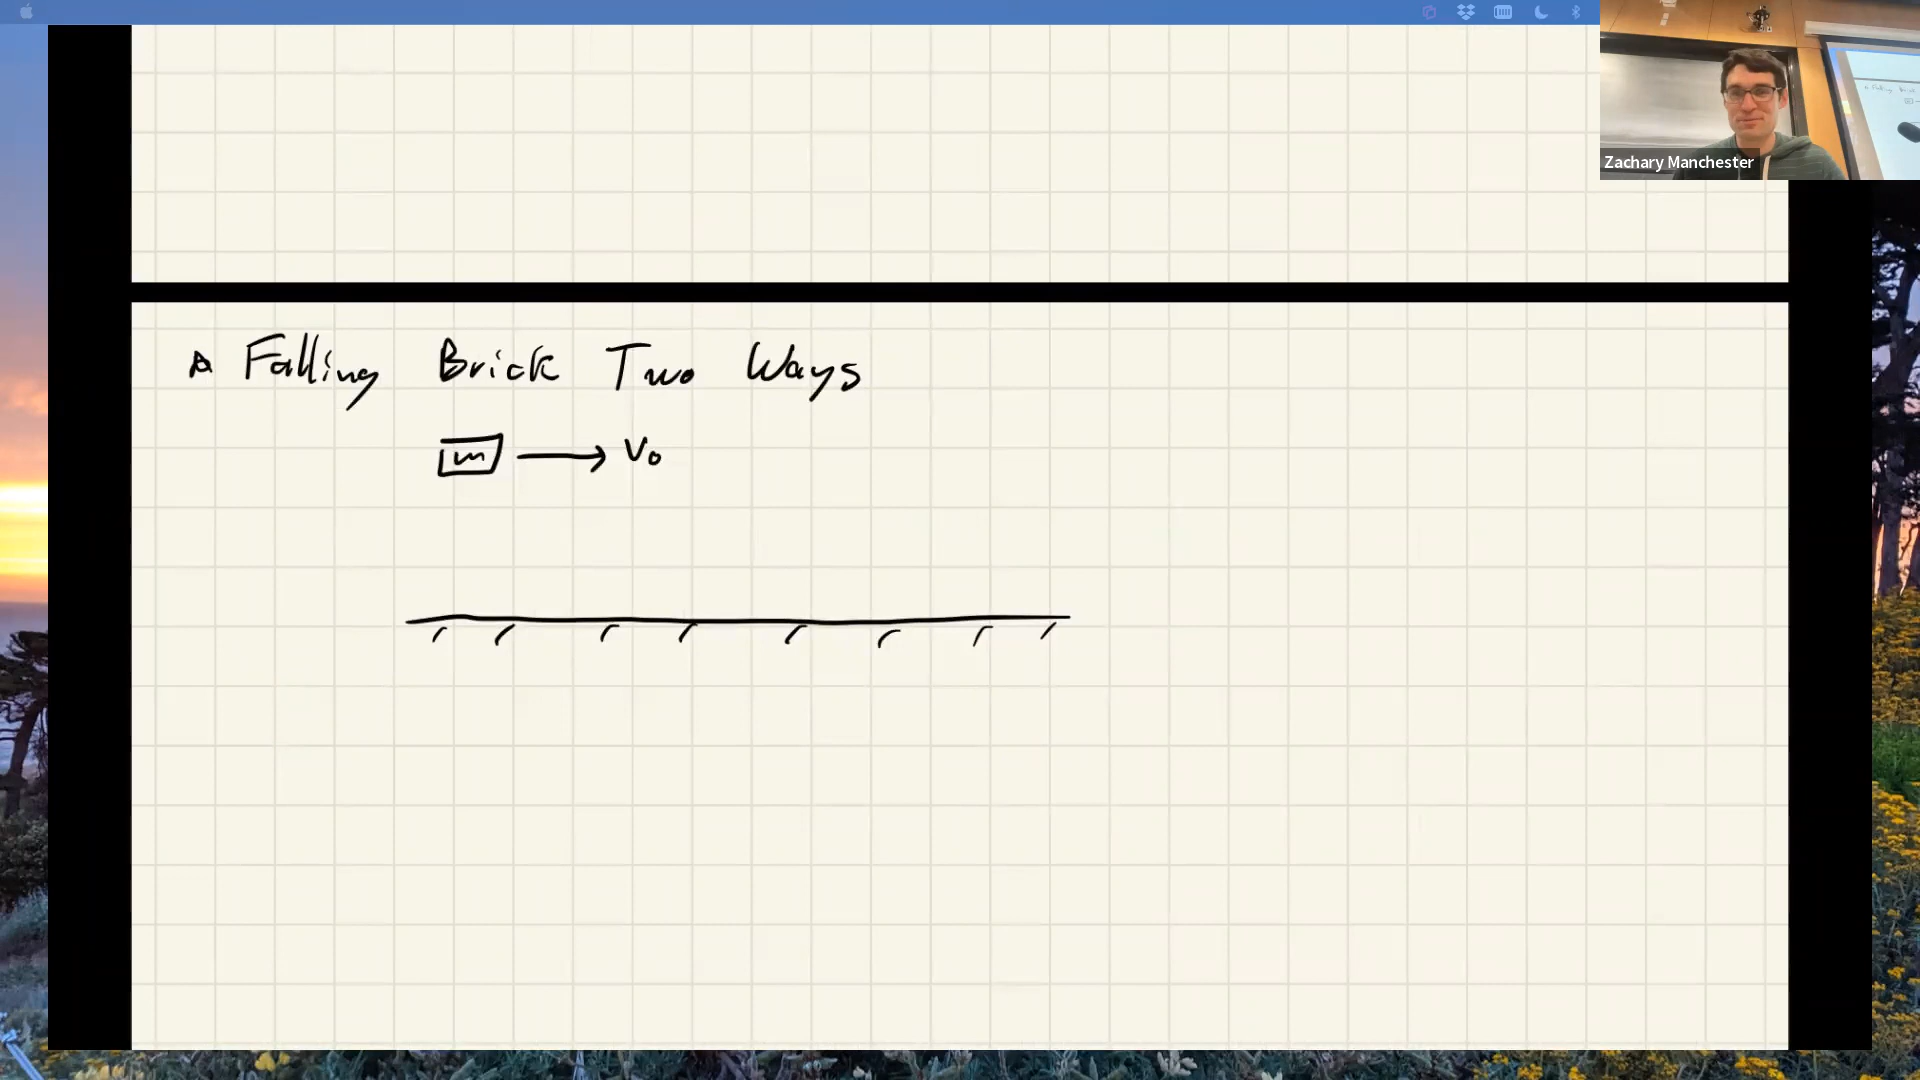 Zachary Manchester
Falling Brick Two Ways
m → v₀